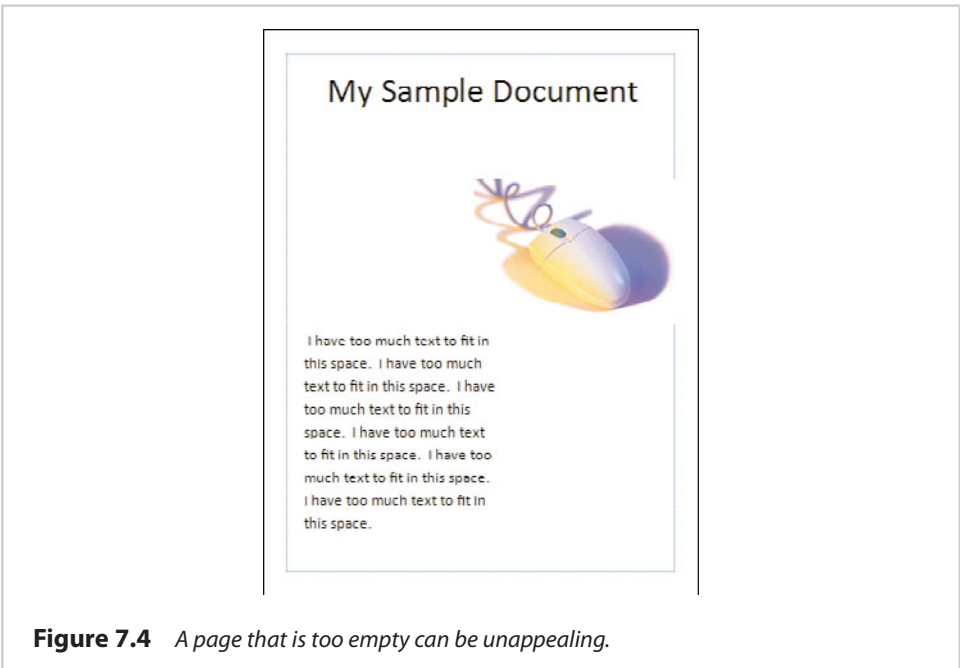 My Sample Document
I have too much text to fit in
this space.  I have too much
text to fit in this space.  I have
too much text to fit in this
space.  I have too much text
to fit in this space.  I have too
much text to fit in this space.
I have too much text to fit in
this space.
Figure 7.4 A page that is too empty can be unappealing.